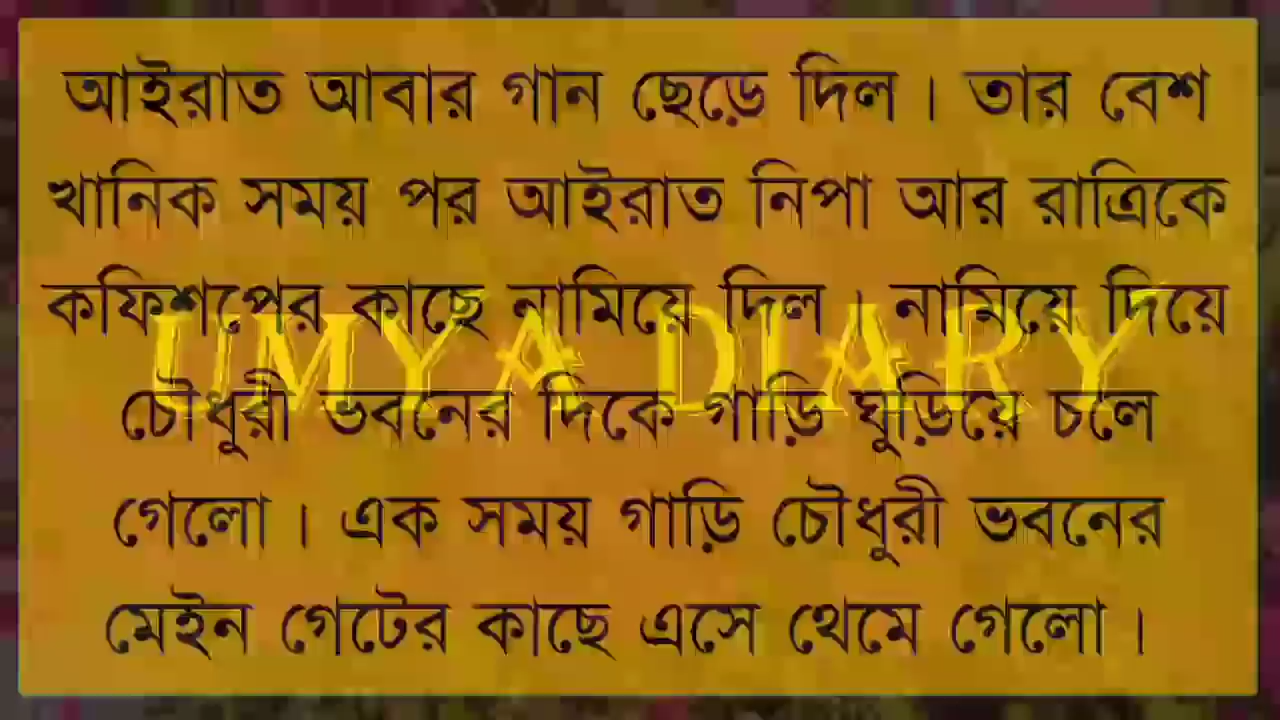 আইরাত আবার গান ছেড়ে দিল। তার বেশ
খানিক সময় পর আইরাত নিপা আর রাত্রিকে
কফিশপের কাছে নামিয়ে দিল। নামিয়ে দিয়ে
UMYA DIARY
চৌধুরী ভবনের দিকে গাড়ি ঘুড়িয়ে চলে
গেলো। এক সময় গাড়ি চৌধুরী ভবনের
মেইন গেটের কাছে এসে থেমে গেলো।